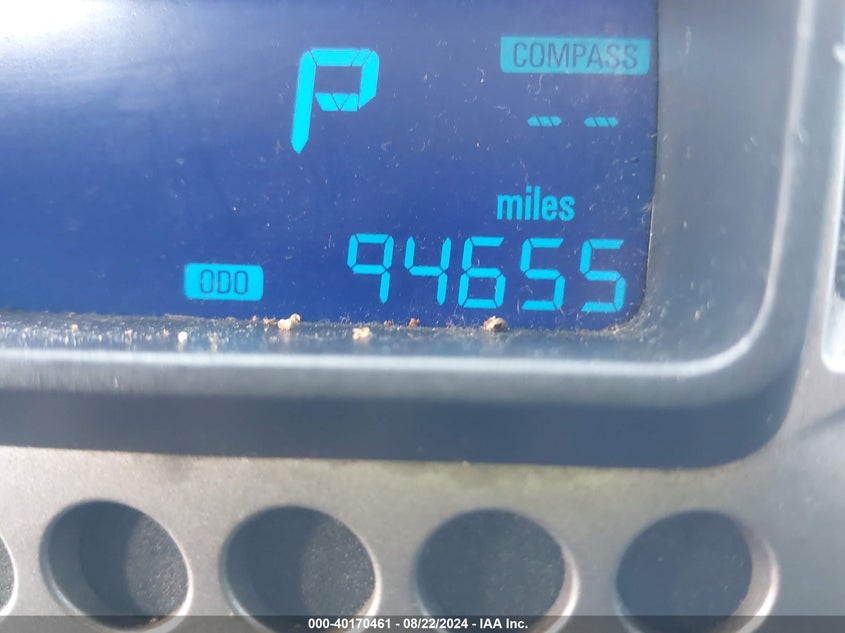 P
COMPASS
--
miles
ODO 94655
000-40170461 - 08/22/2024 - IAA Inc.